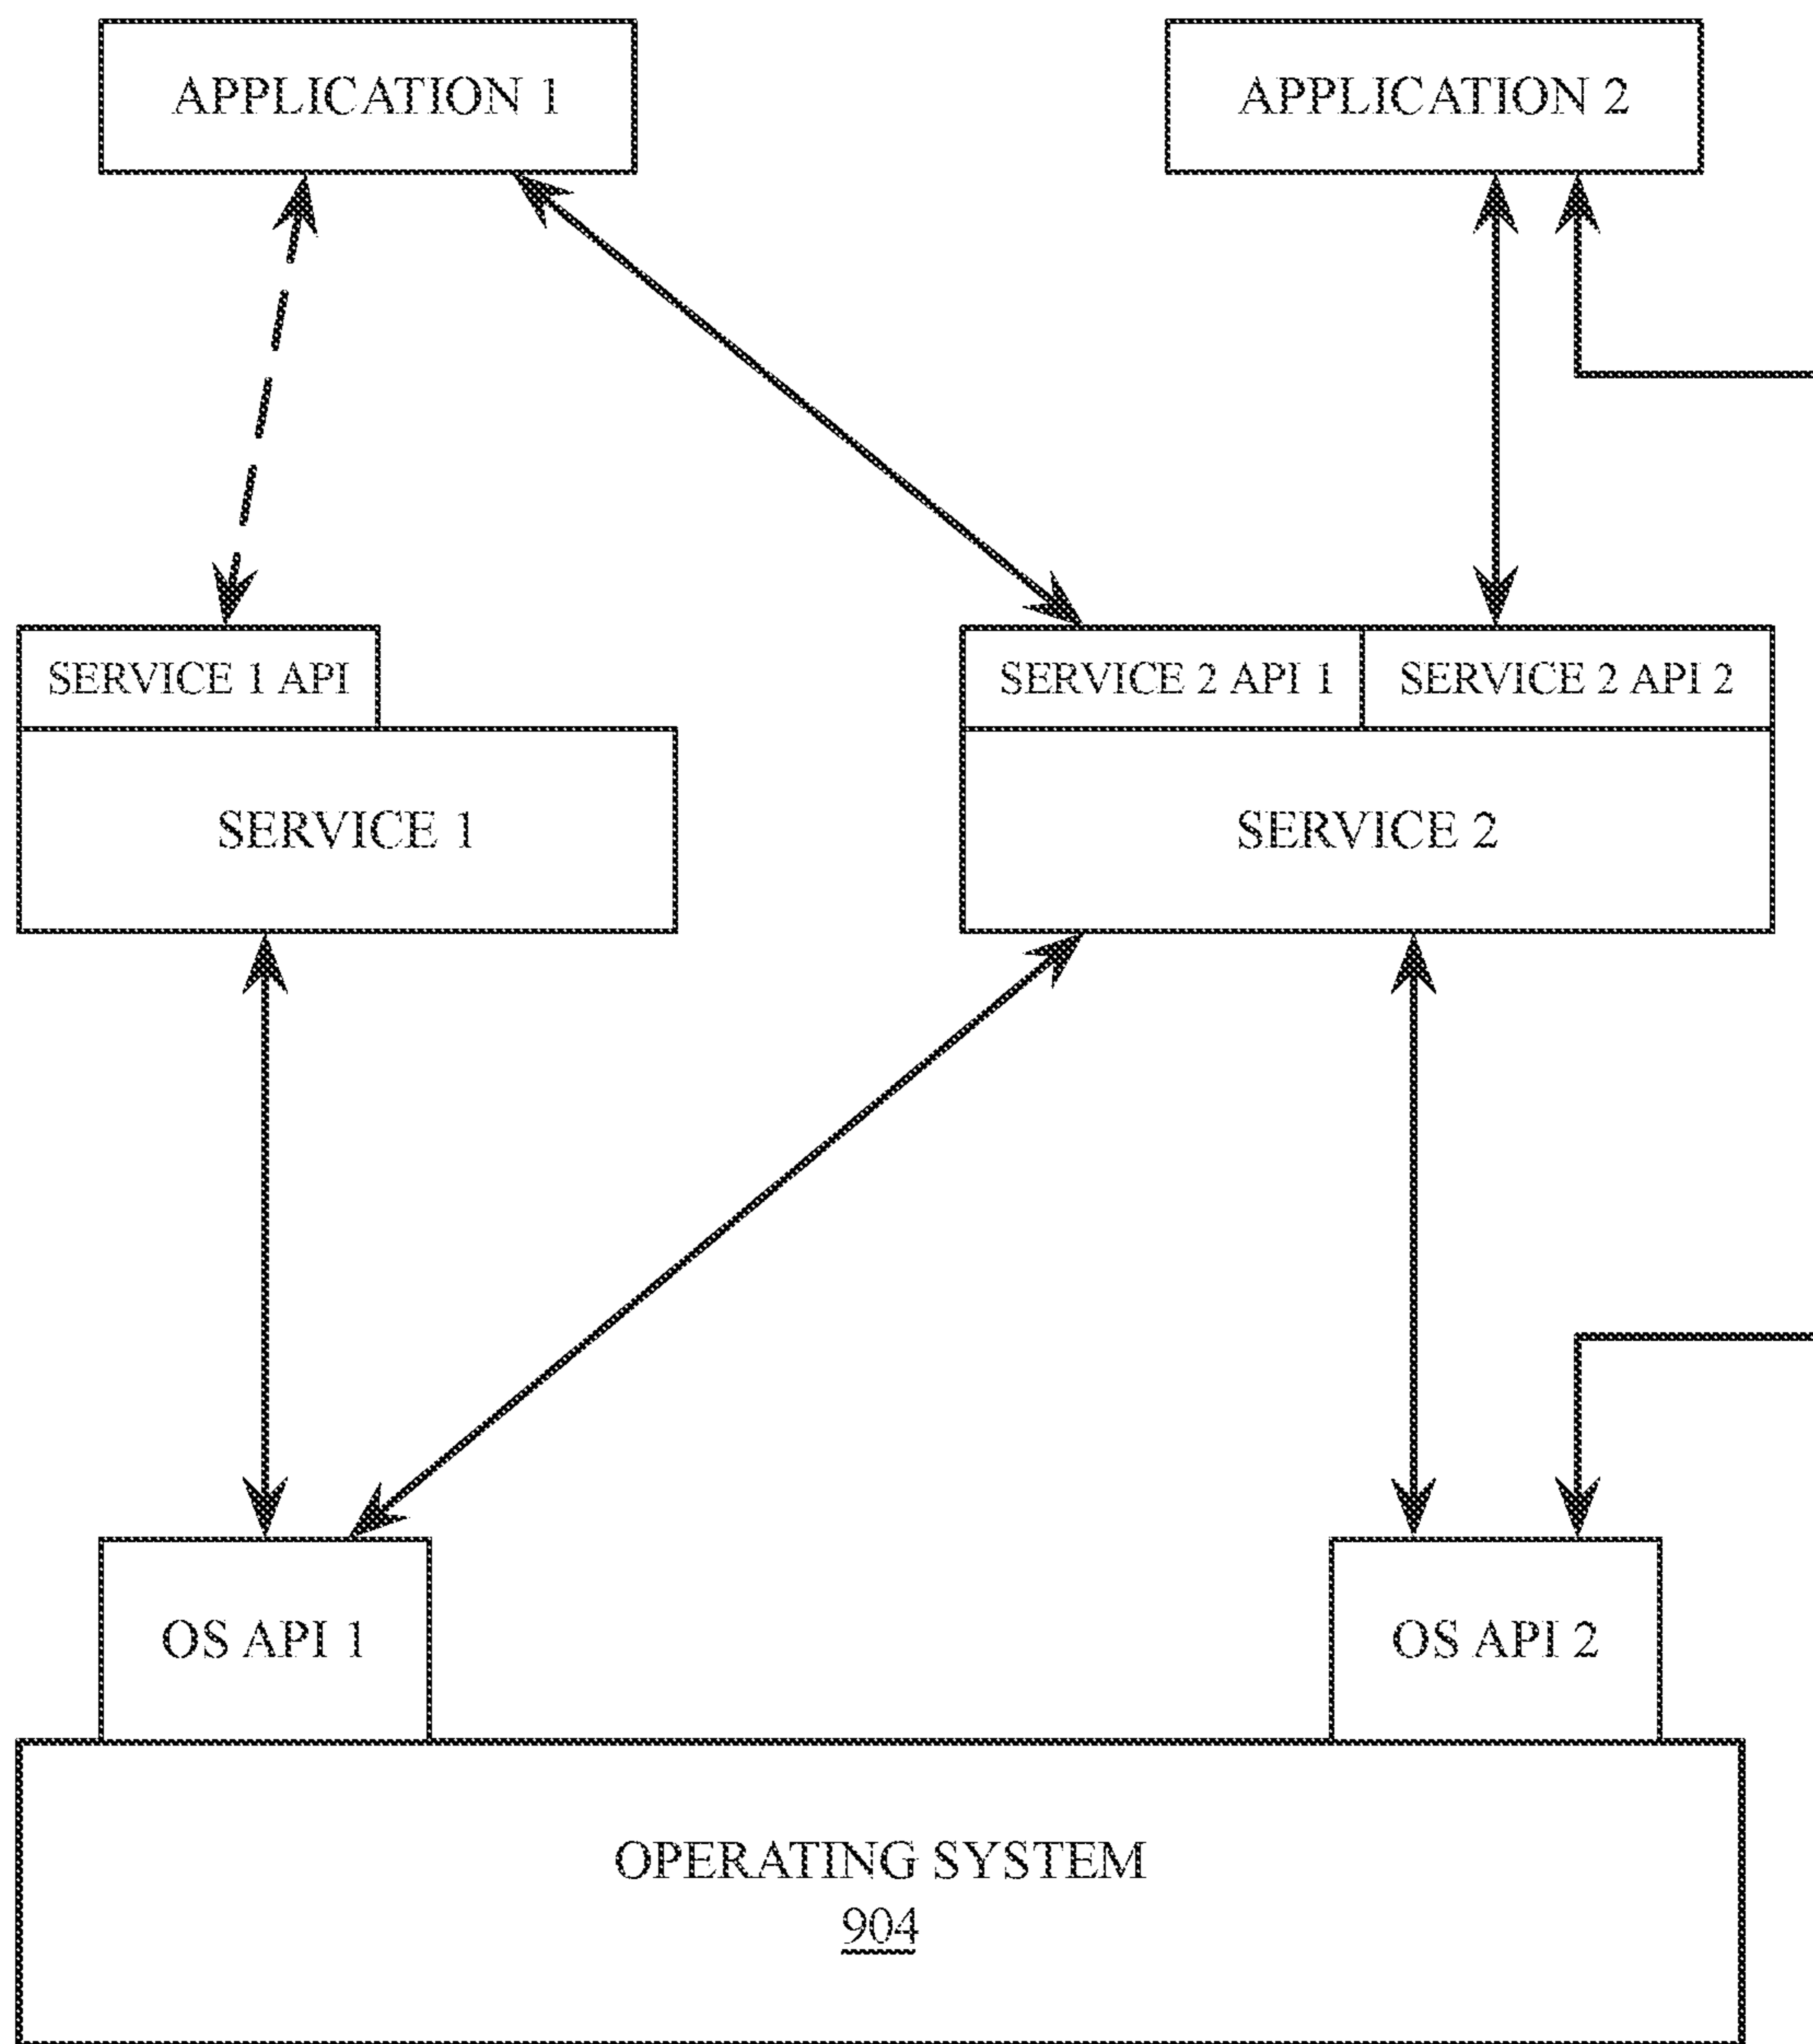 APPLICATION 1
APPLICATION 2
SERVICE 1 API
SERVICE 2 API 1
SERVICE 2 API 2
SERVICE 1
SERVICE 2
OS API 1
OS API 2
OPERATING SYSTEM
904